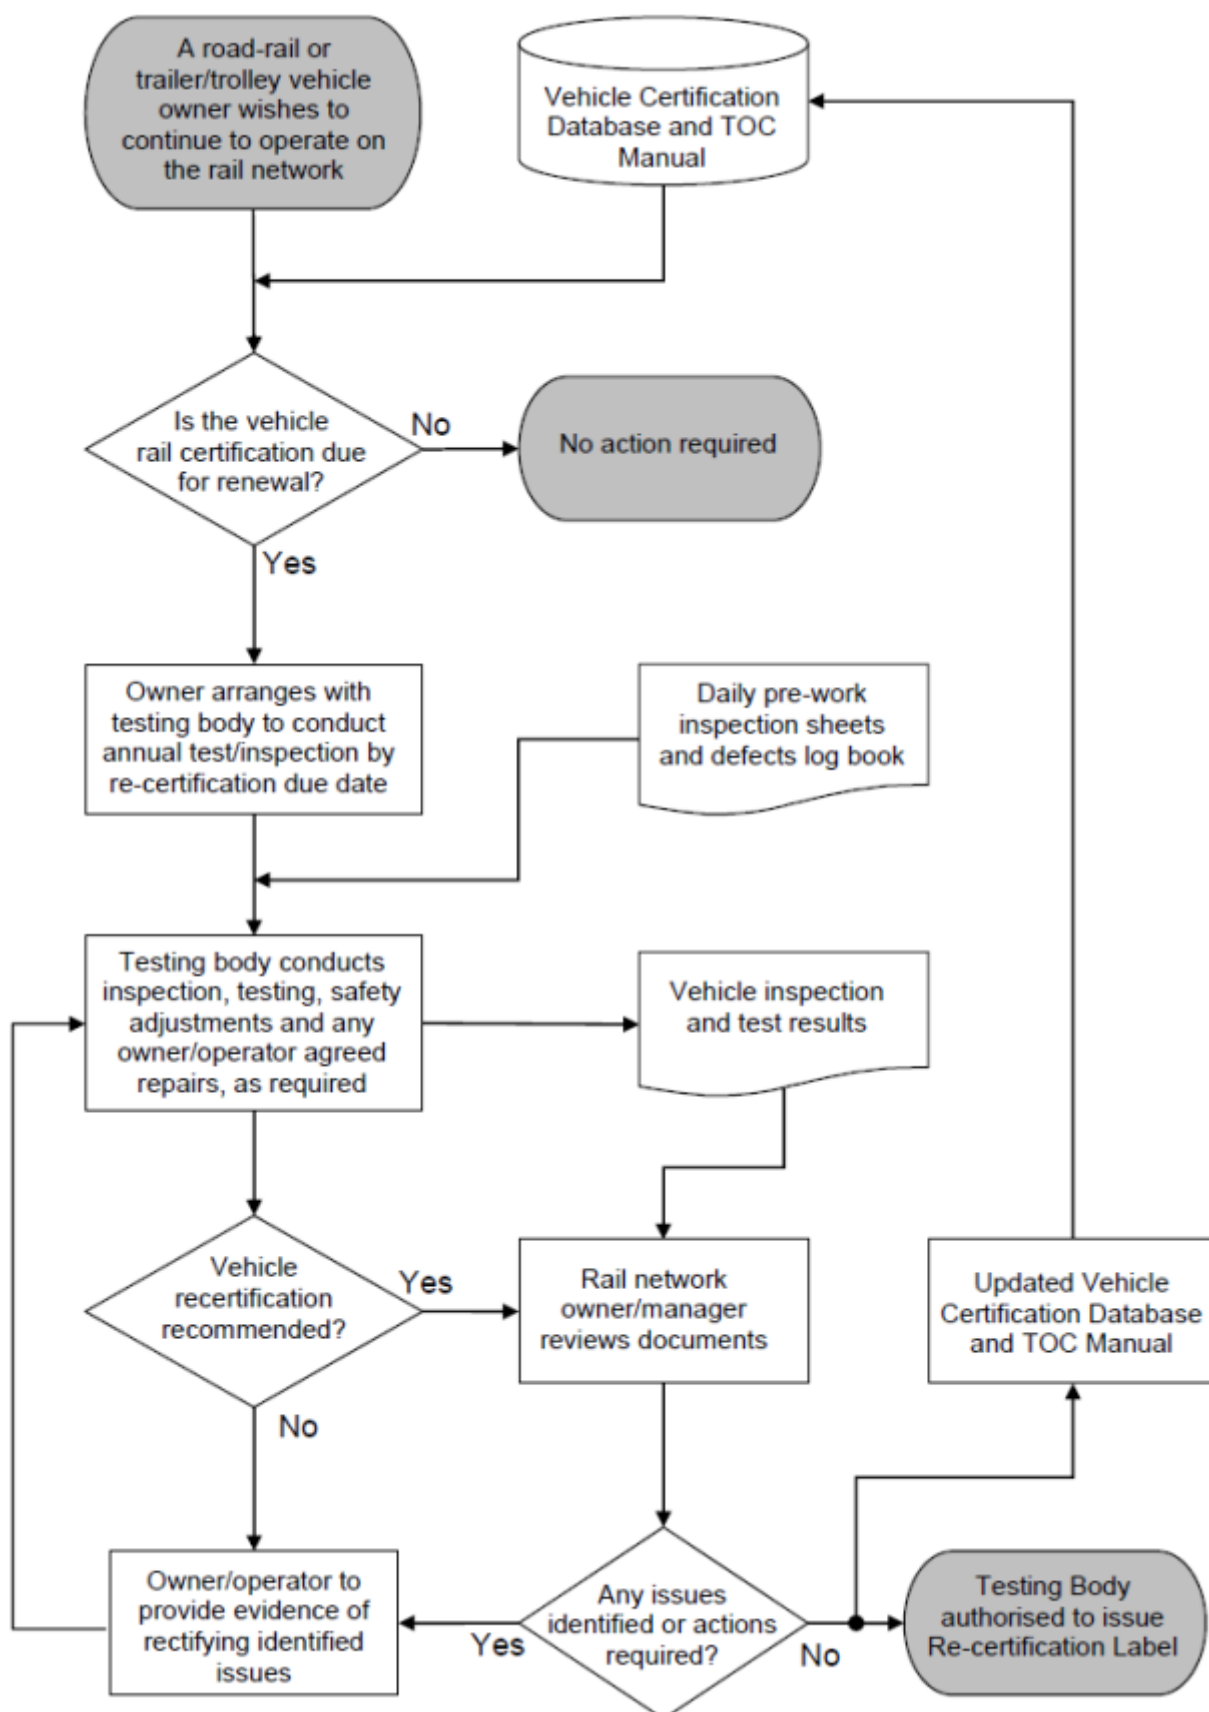 A road-rail or
trailer/trolley vehicle
owner wishes to
continue to operate on
the rail network
Vehicle Certification
Database and TOC
Manual
Is the vehicle
rail certification due
for renewal?
No
No action required
Yes
Owner arranges with
testing body to conduct
annual test/inspection by
re-certification due date
Daily pre-work
inspection sheets
and defects log book
Testing body conducts
inspection, testing, safety
adjustments and any
owner/operator agreed
repairs, as required
Vehicle inspection
and test results
Vehicle
recertification
recommended?
Yes
Rail network
owner/manager
reviews documents
Updated Vehicle
Certification Database
and TOC Manual
No
Owner/operator to
provide evidence of
rectifying identified
issues
Yes
Any issues
identified or actions
required?
No
Testing Body
authorised to issue
Re-certification Label